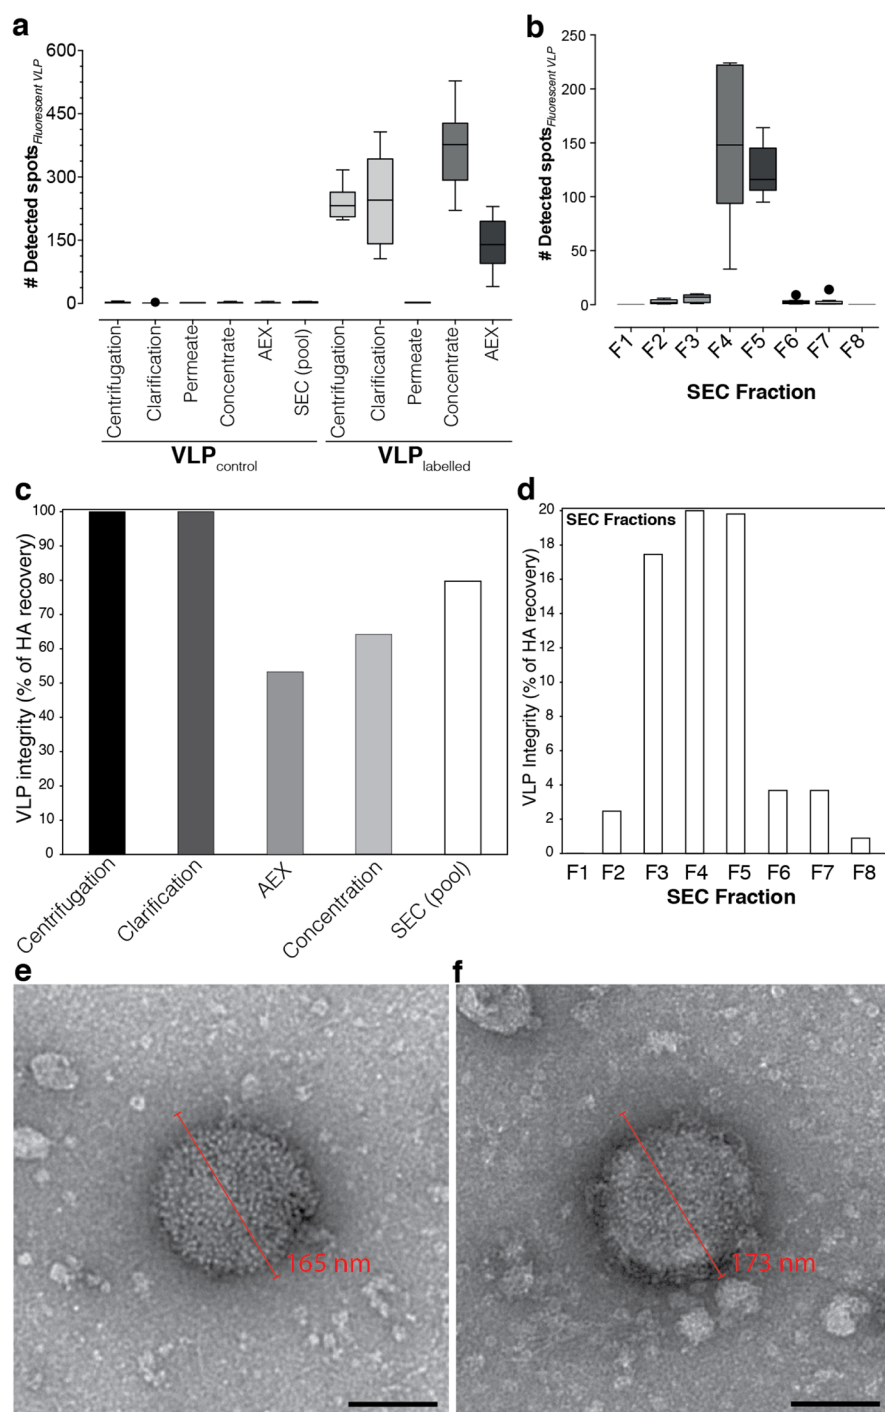 a
# Detected spots Fluorescent VLP
600
450
300
150
0
Centrifugation
Clarification
Permeate
Concentrate
AEX
SEC (pool)
Centrifugation
Clarification
Permeate
Concentrate
AEX
VLP control
VLP labelled
b
# Detected spots Fluorescent VLP
250
200
150
100
50
0
F1
F2
F3
F4
F5
F6
F7
F8
SEC Fraction
c
VLP integrity (% of HA recovery)
100
90
80
70
60
50
40
30
20
10
0
Centrifugation
Clarification
AEX
Concentration
SEC (pool)
d
SEC Fractions
VLP Integrity (% of HA recovery)
20
18
16
14
12
10
8
6
4
2
0
F1 F2 F3 F4 F5 F6 F7 F8
SEC Fraction
e
165 nm
f
173 nm